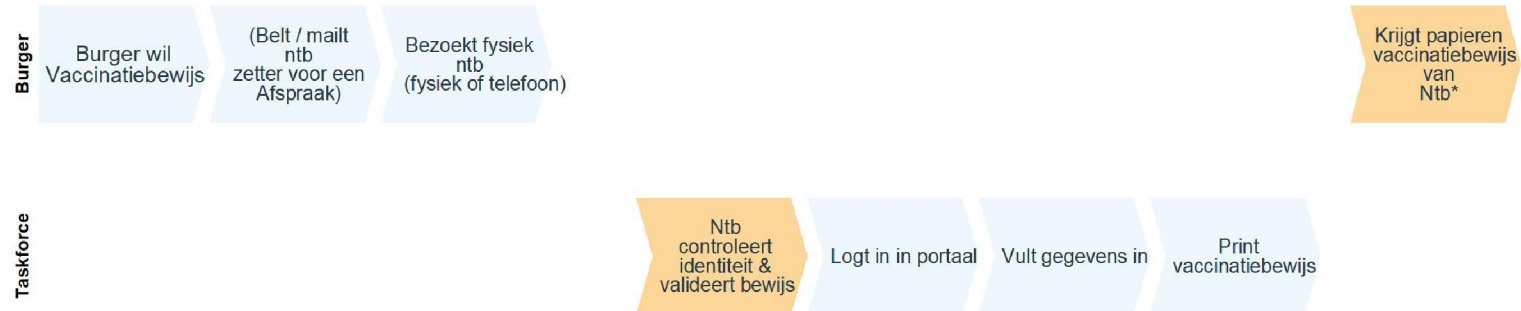 Burger
Burger wil
Vaccinatiebewijs
(Belt / mailt
ntb
zetter voor een
Afspraak)
Bezoekt fysiek
ntb
(fysiek of telefoon)
Krijgt papieren
vaccinatiebewijs
van
Ntb*
Taskforce
Ntb
controleert
identiteit &
valideert bewijs
Logt in in portaal
Vult gegevens in
Print
vaccinatiebewijs